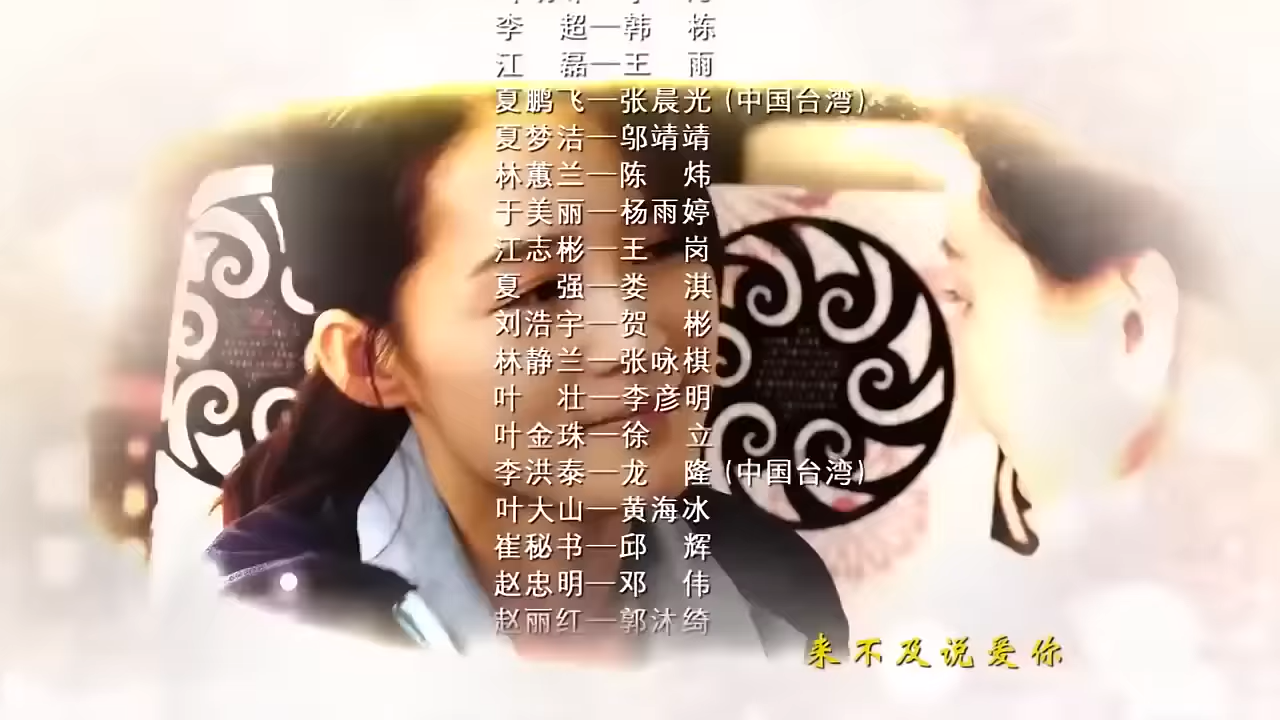 李 超—韩 栋
江 磊—王 雨
夏鹏飞—张晨光(中国台湾)
夏梦洁—邬靖靖
林蕙兰—陈 炜
于美丽—杨雨婷
江志彬—王 岗
夏 强—娄 淇
刘浩宇—贺 彬
林静兰—张咏棋
叶 壮—李彦明
叶金珠—徐 立
李洪泰—龙 隆(中国台湾)
叶大山—黄海冰
崔秘书—邱 辉
赵忠明—邓 伟
赵丽红—郭沐绮
来不及说爱你